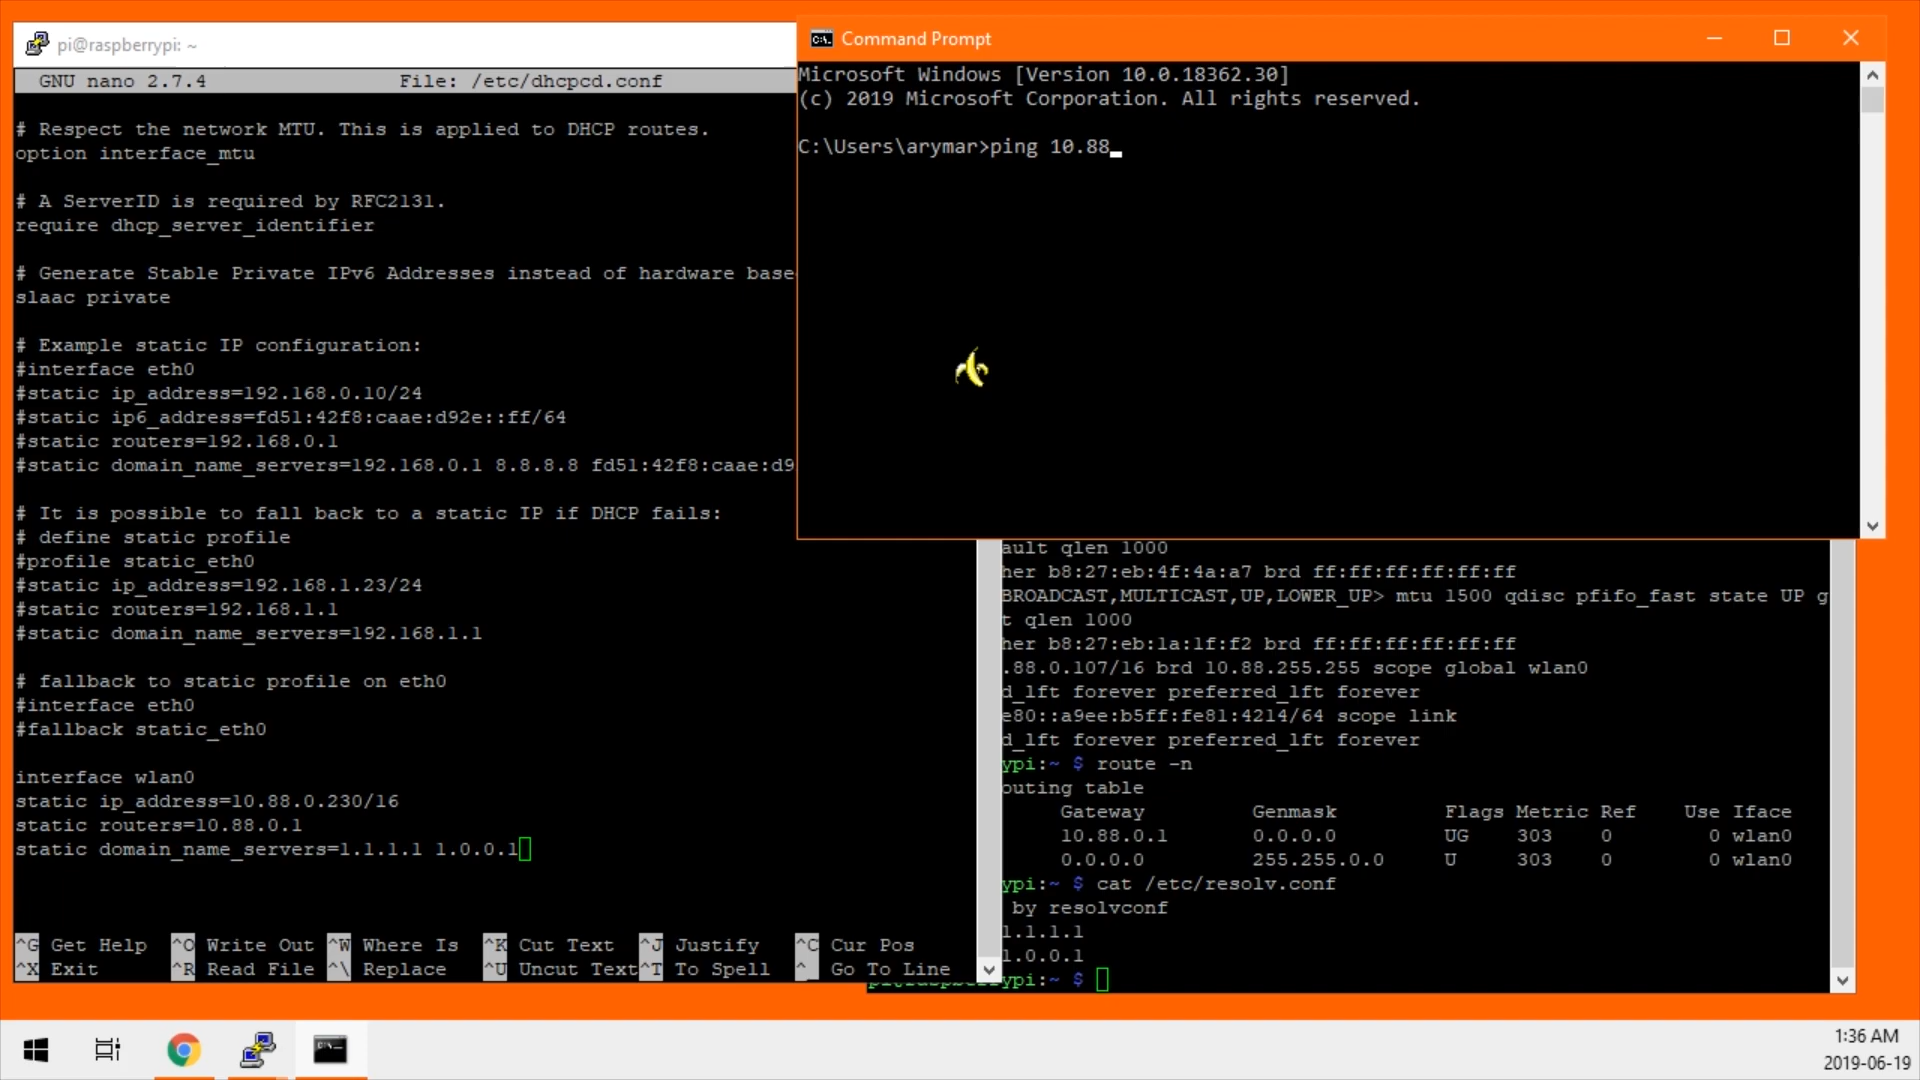 pi@raspberrypi: ~
GNU nano 2.7.4 File: /etc/dhcpcd.conf
# Respect the network MTU. This is applied to DHCP routes.
option interface_mtu
# A ServerID is required by RFC2131.
require dhcp_server_identifier
# Generate Stable Private IPv6 Addresses instead of hardware base
slaac private
# Example static IP configuration:
#interface eth0
#static ip_address=192.168.0.10/24
#static ip6_address=fd51:42f8:caae:d92e::ff/64
#static routers=192.168.0.1
#static domain_name_servers=192.168.0.1 8.8.8.8 fd51:42f8:caae:d9
# It is possible to fall back to a static IP if DHCP fails:
# define static profile
#profile static_eth0
#static ip_address=192.168.1.23/24
#static routers=192.168.1.1
#static domain_name_servers=192.168.1.1
# fallback to static profile on eth0
#interface eth0
#fallback static_eth0
interface wlan0
static ip_address=10.88.0.230/16
static routers=10.88.0.1
static domain_name_servers=1.1.1.1 1.0.0.1
^G Get Help ^O Write Out ^W Where Is ^K Cut Text ^J Justify ^C Cur Pos
^X Exit ^R Read File ^\ Replace ^U Uncut Text ^T To Spell ^_ Go To Line
Command Prompt
Microsoft Windows [Version 10.0.18362.30]
(c) 2019 Microsoft Corporation. All rights reserved.
C:\Users\arymar>ping 10.88
ault qlen 1000
her b8:27:eb:4f:4a:a7 brd ff:ff:ff:ff:ff:ff
BROADCAST,MULTICAST,UP,LOWER_UP> mtu 1500 qdisc pfifo_fast state UP g
t qlen 1000
her b8:27:eb:1a:1f:f2 brd ff:ff:ff:ff:ff:ff
.88.0.107/16 brd 10.88.255.255 scope global wlan0
d_lft forever preferred_lft forever
e80::a9ee:b5ff:fe81:4214/64 scope link
d_lft forever preferred_lft forever
ypi:~ $ route -n
outing table
Gateway Genmask Flags Metric Ref Use Iface
10.88.0.1 0.0.0.0 UG 303 0 0 wlan0
0.0.0.0 255.255.0.0 U 303 0 0 wlan0
ypi:~ $ cat /etc/resolv.conf
by resolvconf
1.1.1.1
1.0.0.1
pi@raspberrypi:~ $
1:36 AM
2019-06-19